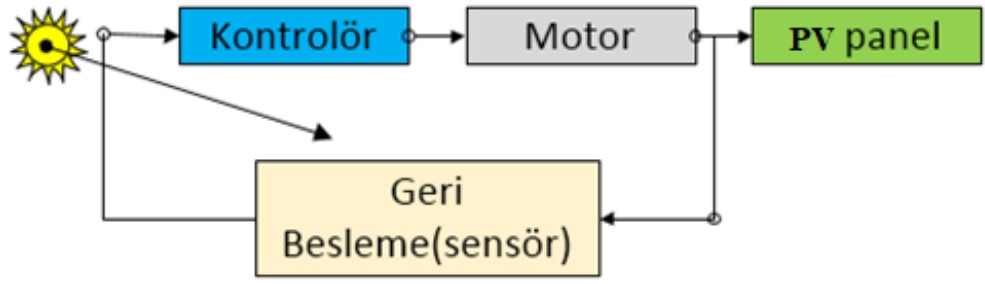 Kontrolör
Motor
PV panel
Geri
Besleme(sensör)